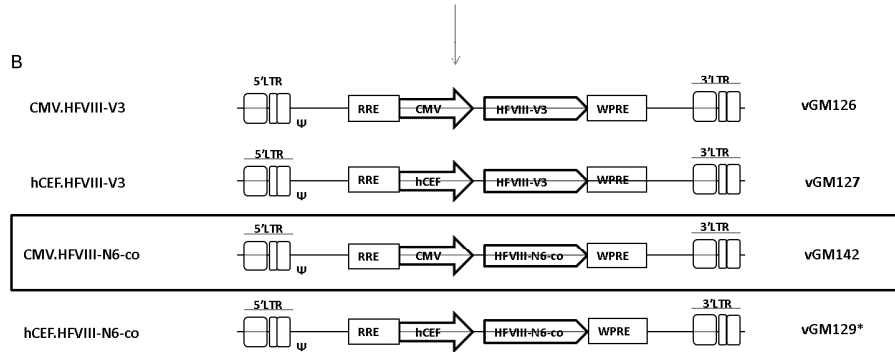 B
5'LTR 3'LTR
CMV.HFVIII-V3 RRE CMV HFVIII-V3 WPRE vGM126
Ψ
5'LTR 3'LTR
hCEF.HFVIII-V3 RRE hCEF HFVIII-V3 WPRE vGM127
Ψ
5'LTR 3'LTR
CMV.HFVIII-N6-co RRE CMV HFVIII-N6-co WPRE vGM142
Ψ
5'LTR 3'LTR
hCEF.HFVIII-N6-co RRE hCEF HFVIII-N6-co WPRE vGM129*
Ψ